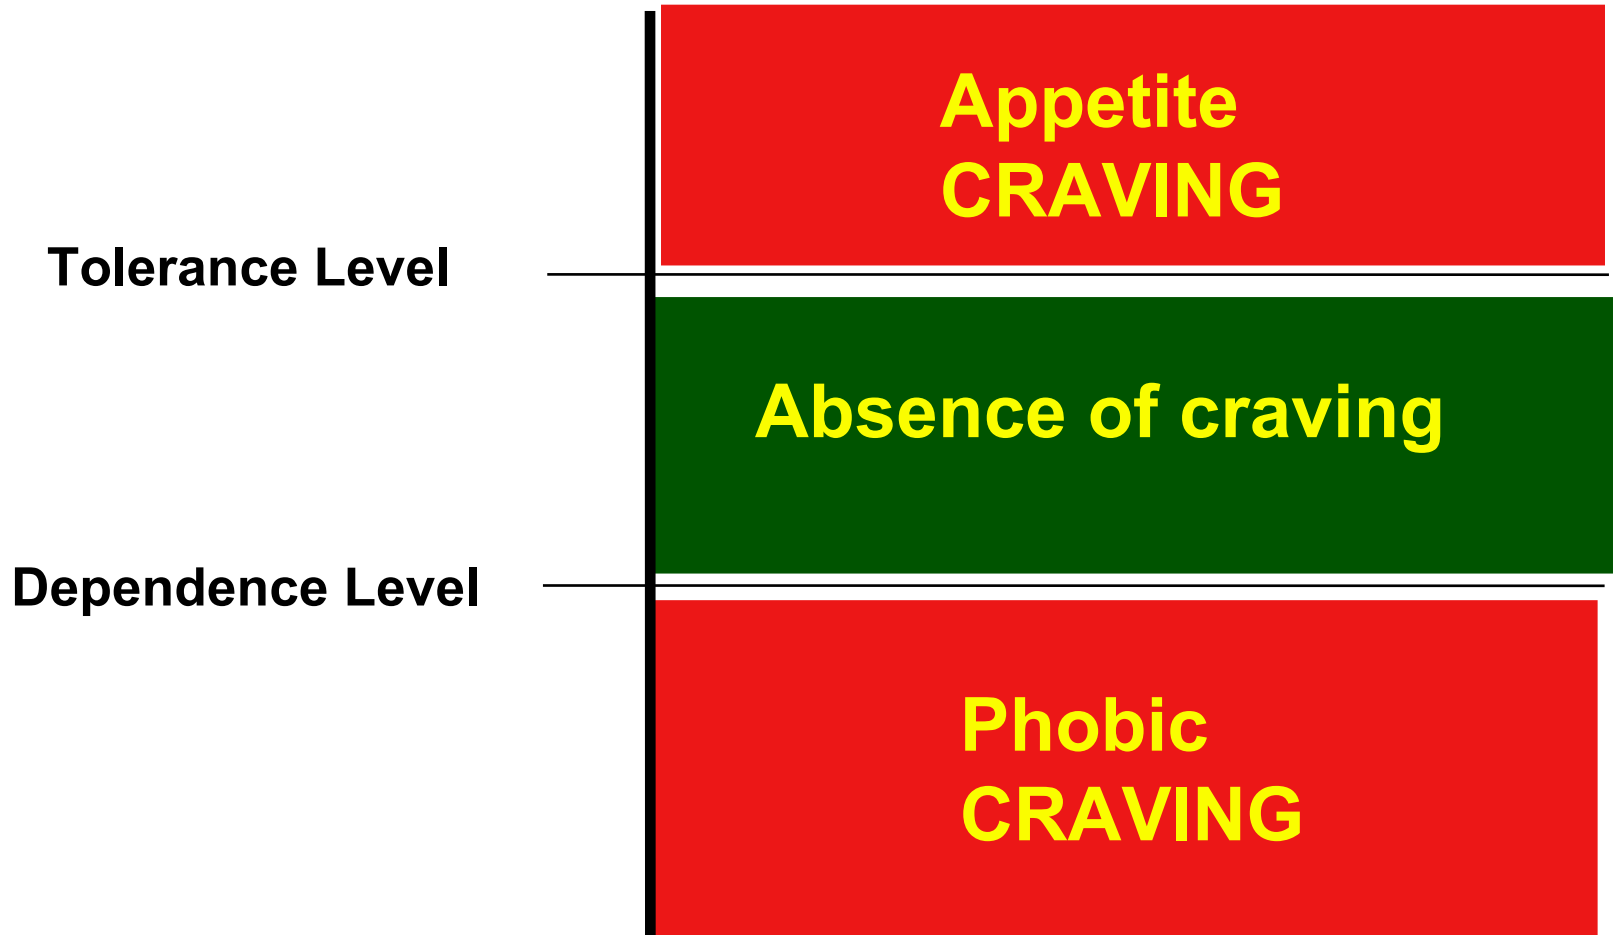 Appetite
CRAVING
Tolerance Level
Absence of craving
Dependence Level
Phobic
CRAVING